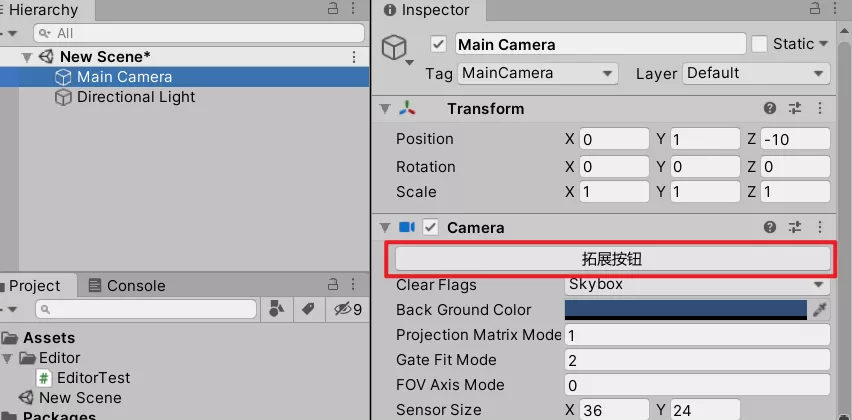 Hierarchy
All
New Scene*
Main Camera
Directional Light
Project
Console
9
Assets
Editor
EditorTest
New Scene
Packages
Inspector
Main Camera
Static
Tag MainCamera Layer Default
Transform
Position X 0 Y 1 Z -10
Rotation X 0 Y 0 Z 0
Scale X 1 Y 1 Z 1
Camera
拓展按钮
Clear Flags Skybox
Back Ground Color
Projection Matrix Mode 1
Gate Fit Mode 2
FOV Axis Mode 0
Sensor Size X 36 Y 24